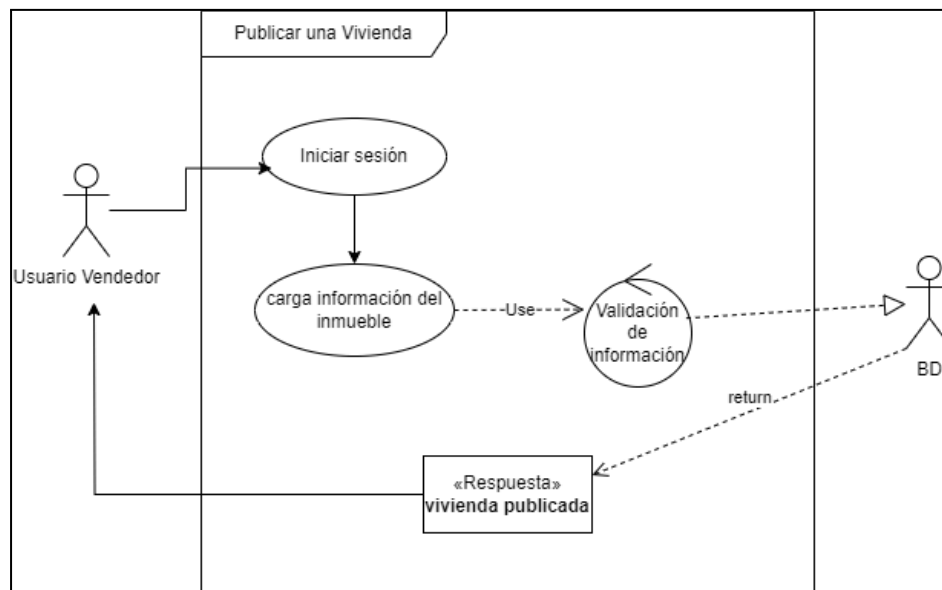 Publicar una Vivienda
Iniciar sesión
Usuario Vendedor
carga información del
inmueble
Use
Validación
de
información
BD
return
«Respuesta»
vivienda publicada